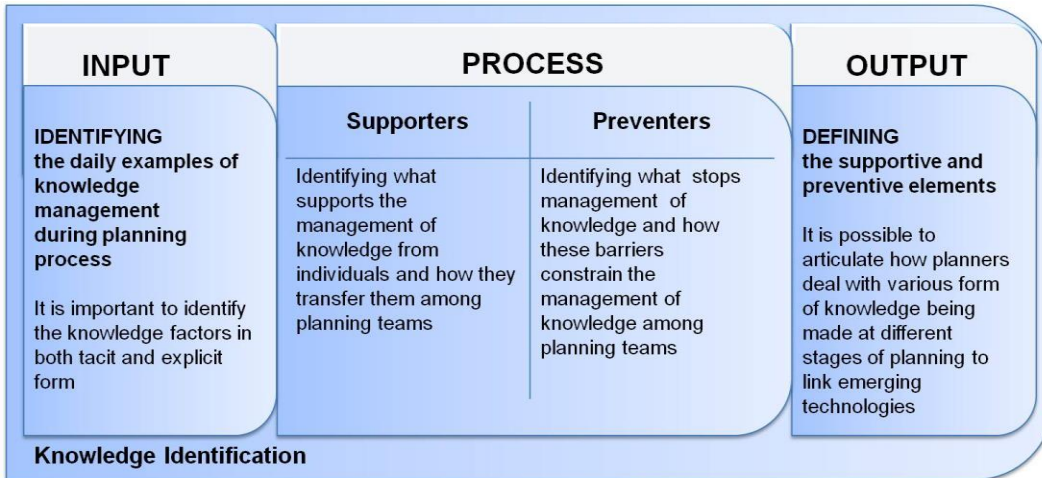 INPUT
IDENTIFYING
the daily examples of
knowledge
management
during planning
process
It is important to identify
the knowledge factors in
both tacit and explicit
form
PROCESS
Supporters
Identifying what
supports the
management of
knowledge from
individuals and how they
transfer them among
planning teams
Preventers
Identifying what stops
management of
knowledge and how
these barriers
constrain the
management of
knowledge among
planning teams
OUTPUT
DEFINING
the supportive and
preventive elements
It is possible to
articulate how planners
deal with various form
of knowledge being
made at different
stages of planning to
link emerging
technologies
Knowledge Identification